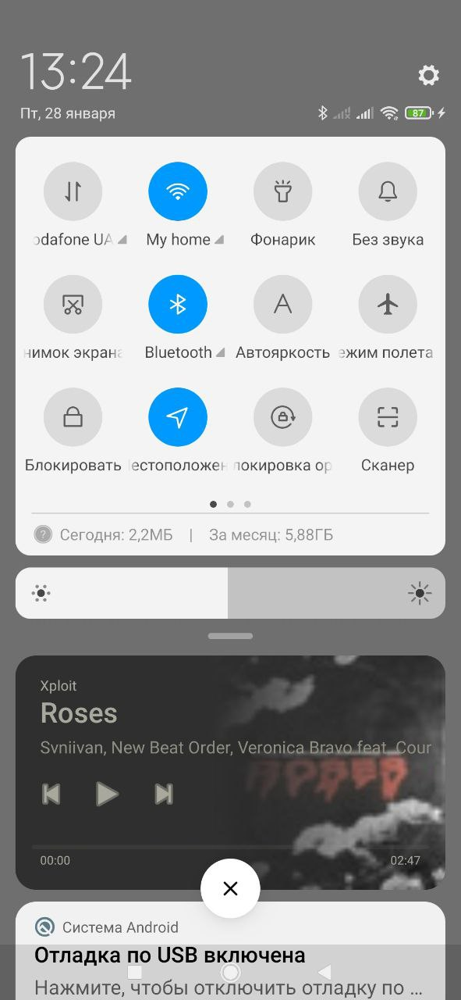 13:24
Пт, 28 января
87
odafone UA My home Фонарик Без звука
нимок экрана Bluetooth Автояркость ежим полета
Блокировать естоположен локировка ор Сканер
Сегодня: 2,2МБ | За месяц: 5,88ГБ
Xploit
Roses
Svniivan, New Beat Order, Veronica Bravo feat. Cour
ROSES
00:00 02:47
Система Android
Отладка по USB включена
Нажмите, чтобы отключить отладку по ...